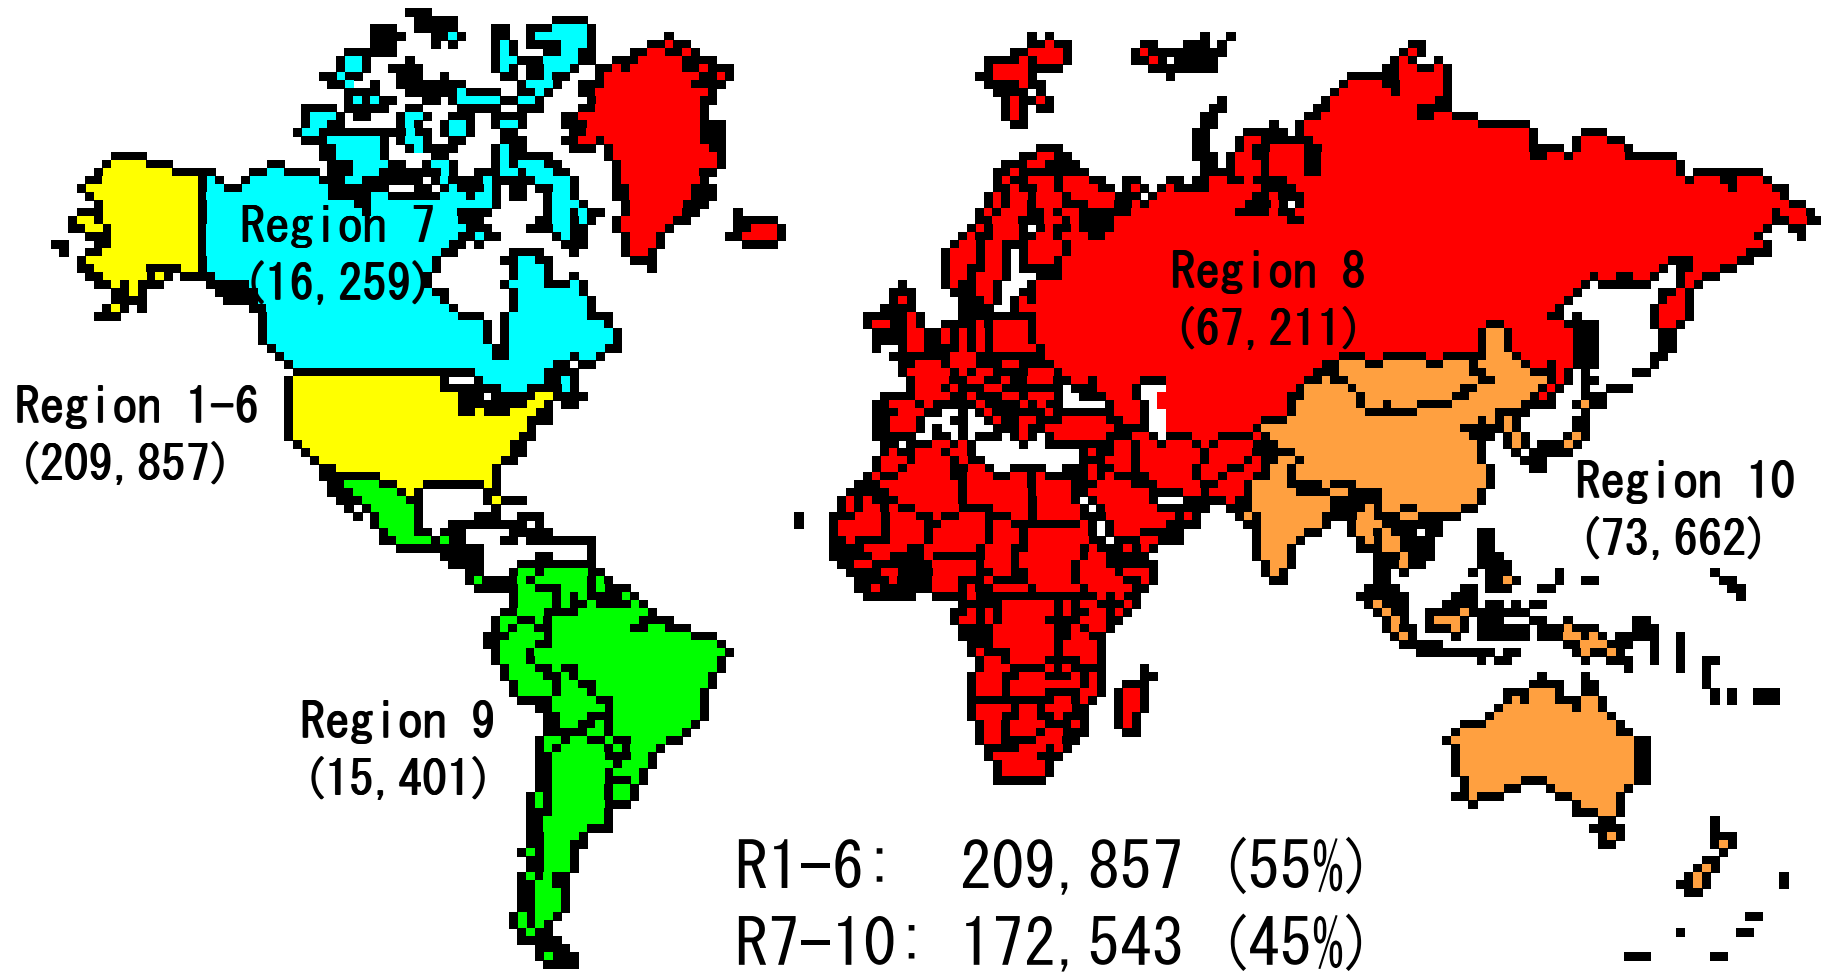 Region 7
(16,259)
Region 8
(67,211)
Region 1-6
(209,857)
Region 10
(73,662)
Region 9
(15,401)
R1-6: 209,857 (55%)
R7-10: 172,543 (45%)